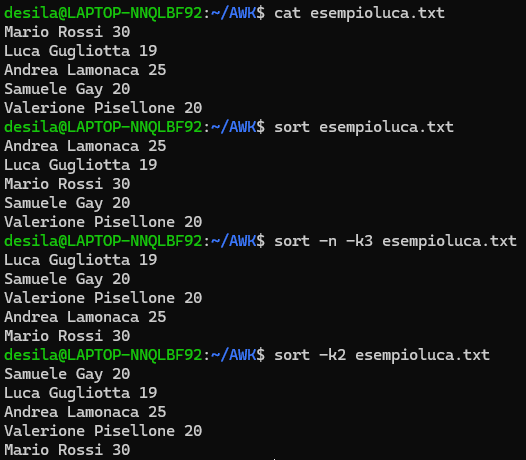 desila@LAPTOP-NNQLBF92:~/AWK$ cat esempioluca.txt
Mario Rossi 30
Luca Gugliotta 19
Andrea Lamonaca 25
Samuele Gay 20
Valerione Pisellone 20
desila@LAPTOP-NNQLBF92:~/AWK$ sort esempioluca.txt
Andrea Lamonaca 25
Luca Gugliotta 19
Mario Rossi 30
Samuele Gay 20
Valerione Pisellone 20
desila@LAPTOP-NNQLBF92:~/AWK$ sort -n -k3 esempioluca.txt
Luca Gugliotta 19
Samuele Gay 20
Valerione Pisellone 20
Andrea Lamonaca 25
Mario Rossi 30
desila@LAPTOP-NNQLBF92:~/AWK$ sort -k2 esempioluca.txt
Samuele Gay 20
Luca Gugliotta 19
Andrea Lamonaca 25
Valerione Pisellone 20
Mario Rossi 30